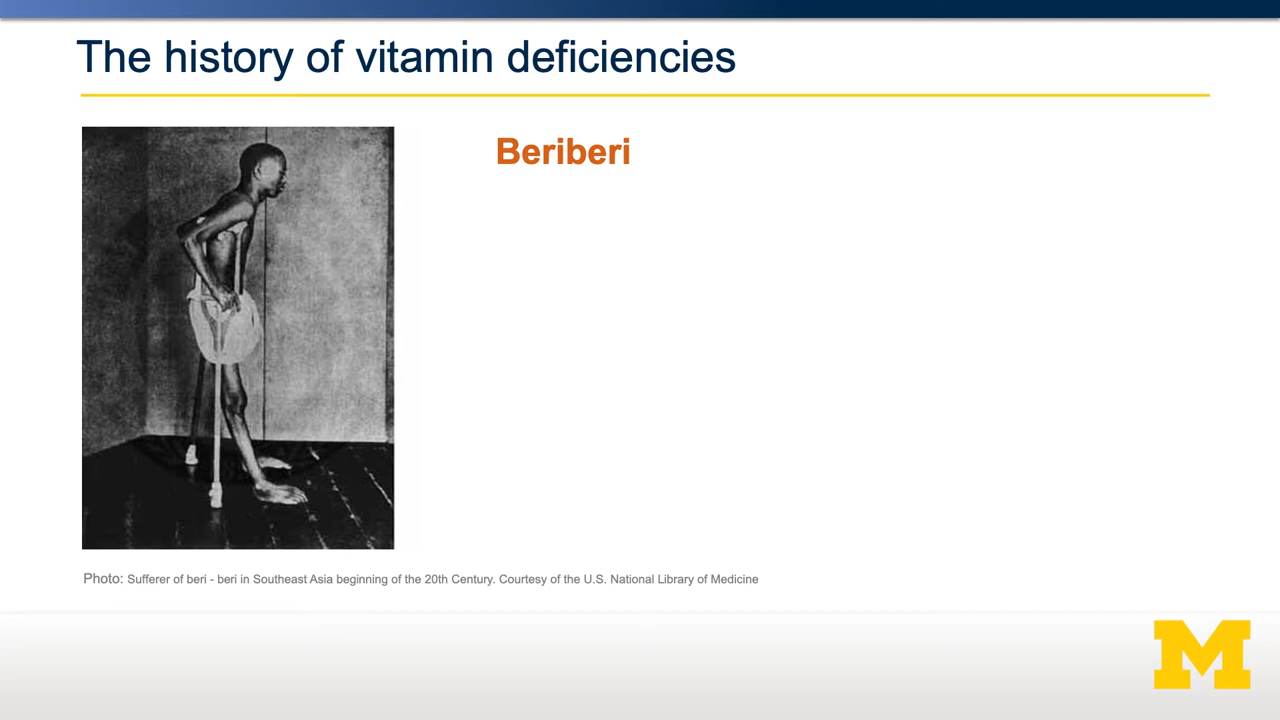 The history of vitamin deficiencies
Beriberi
Photo: Sufferer of beri - beri in Southeast Asia beginning of the 20th Century. Courtesy of the U.S. National Library of Medicine
M